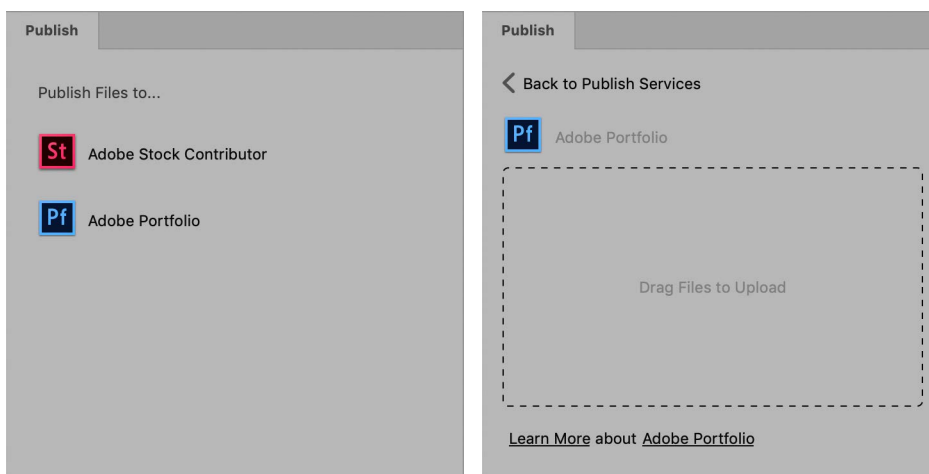 Publish
Publish Files to...
St Adobe Stock Contributor
Pf Adobe Portfolio
Publish
Back to Publish Services
Pf Adobe Portfolio
Drag Files to Upload
Learn More about Adobe Portfolio